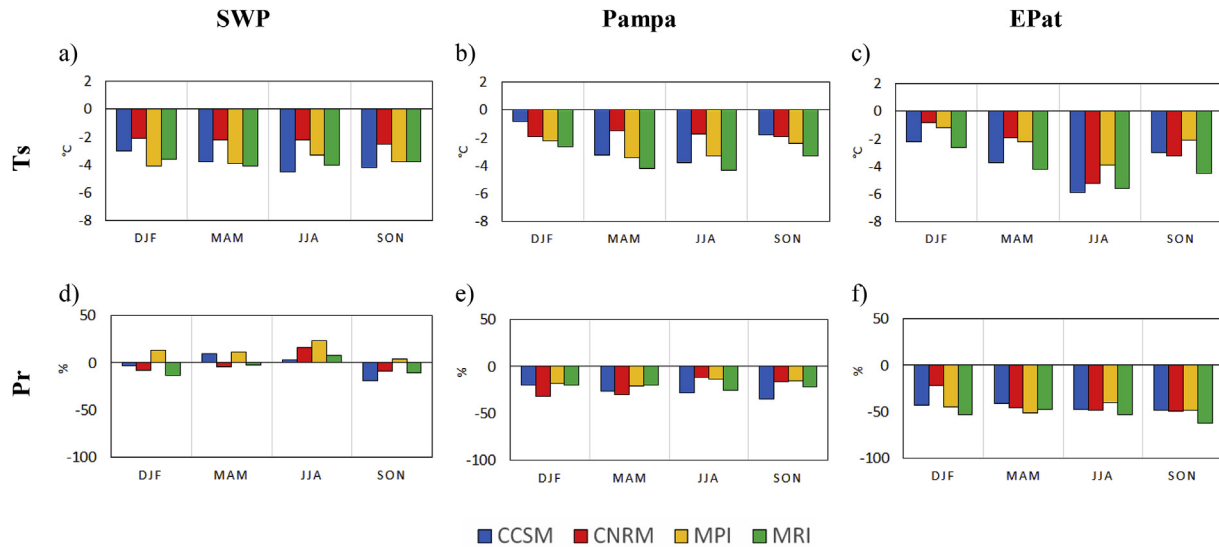 SWP Pampa EPat
a) b) c)
Ts
2 2 2
0 0 0
-2 -2 -2
°C °C °C
-4 -4 -4
-6 -6 -6
-8 -8 -8
DJF MAM JJA SON DJF MAM JJA SON DJF MAM JJA SON
d) e) f)
Pr
50 50 50
0 0 0
% % %
-50 -50 -50
-100 -100 -100
DJF MAM JJA SON DJF MAM JJA SON DJF MAM JJA SON
CCSM CNRM MPI MRI